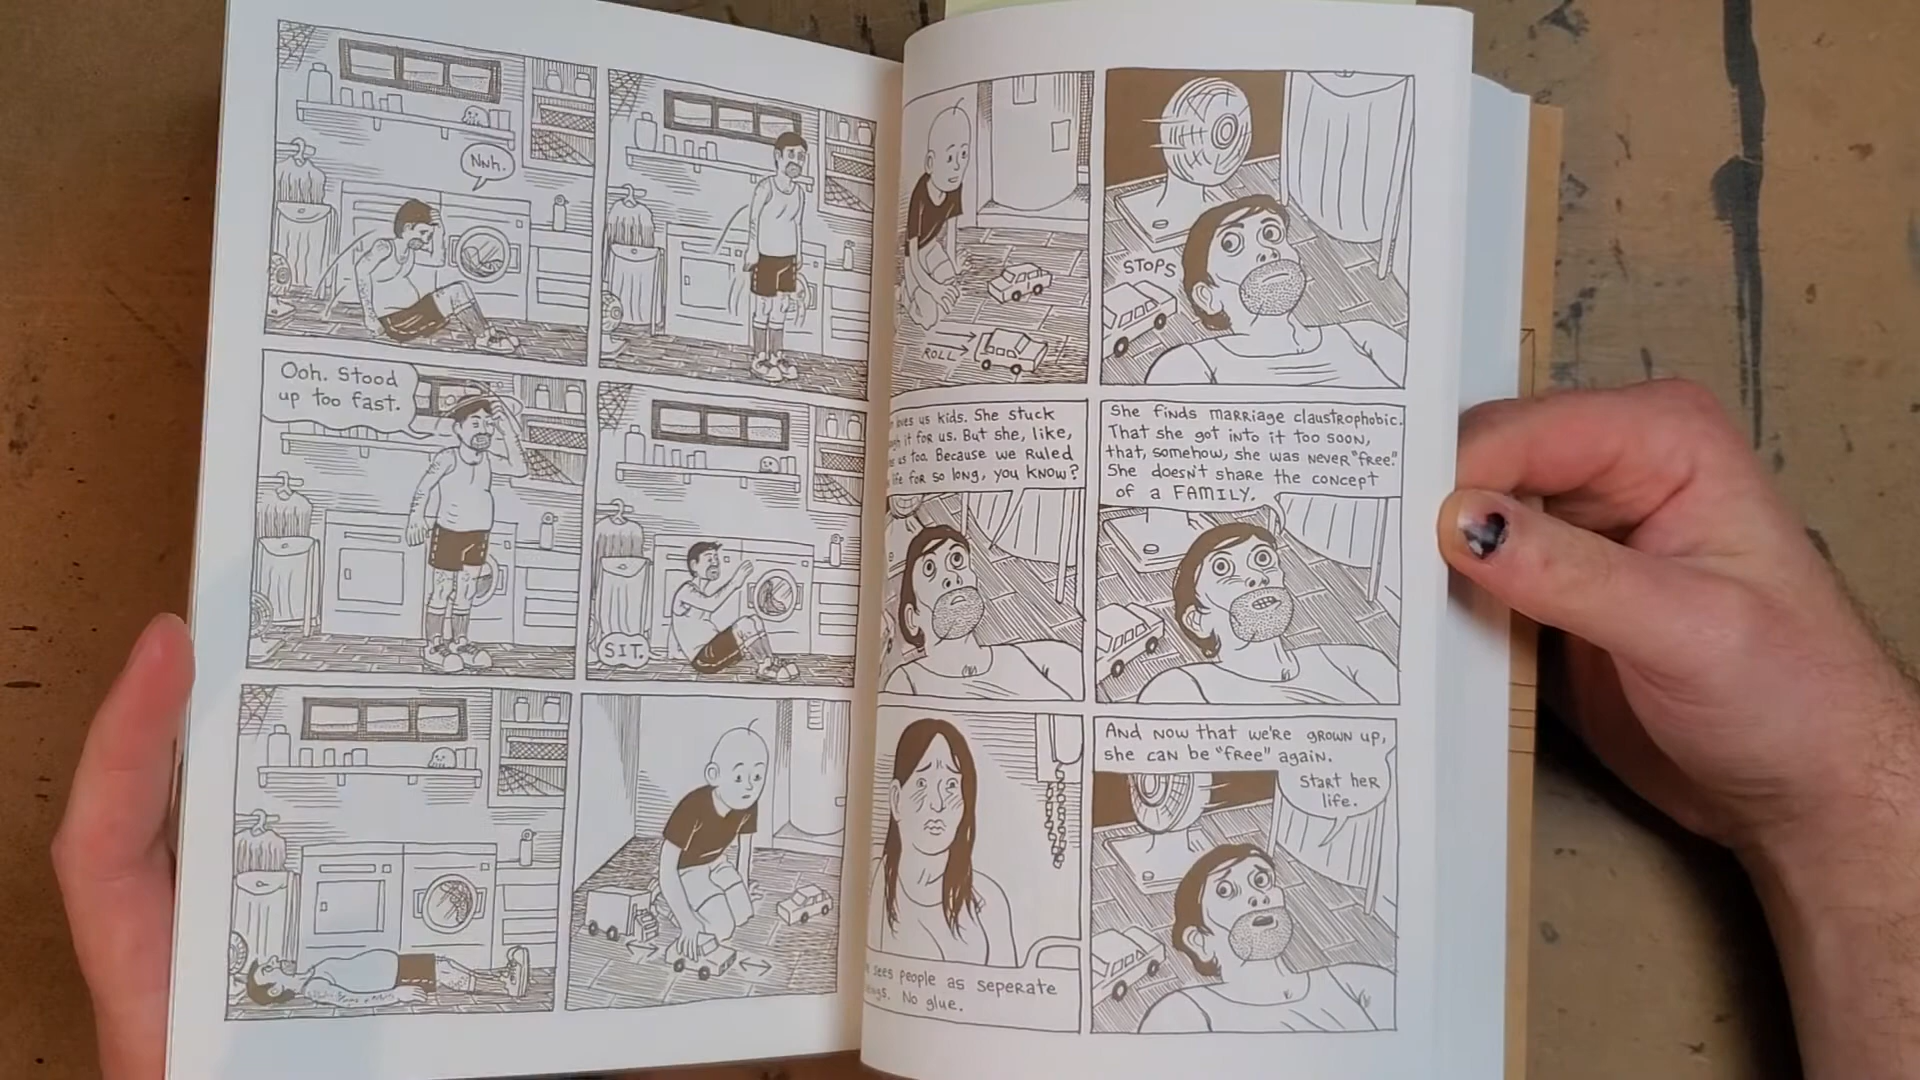 Nnh.
Ooh. Stood
up too fast.
SIT.
ROLL
STOPS
loves us kids. She stuck
it for us. But she, like,
us too. Because we Ruled
life for so long, you know?
She finds marriage claustrophobic.
That she got into it too soon,
that, somehow, she was never "free."
She doesn't share the concept
of a FAMILY.
sees people as seperate
No glue.
And now that we're grown up,
she can be "free" again.
Start her
life.